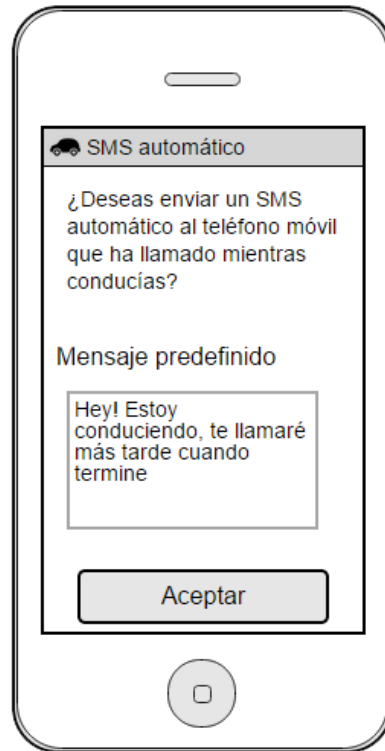 SMS automático
¿Deseas enviar un SMS
automático al teléfono móvil
que ha llamado mientras
conducías?
Mensaje predefinido
Hey! Estoy
conduciendo, te llamaré
más tarde cuando
termine
Aceptar